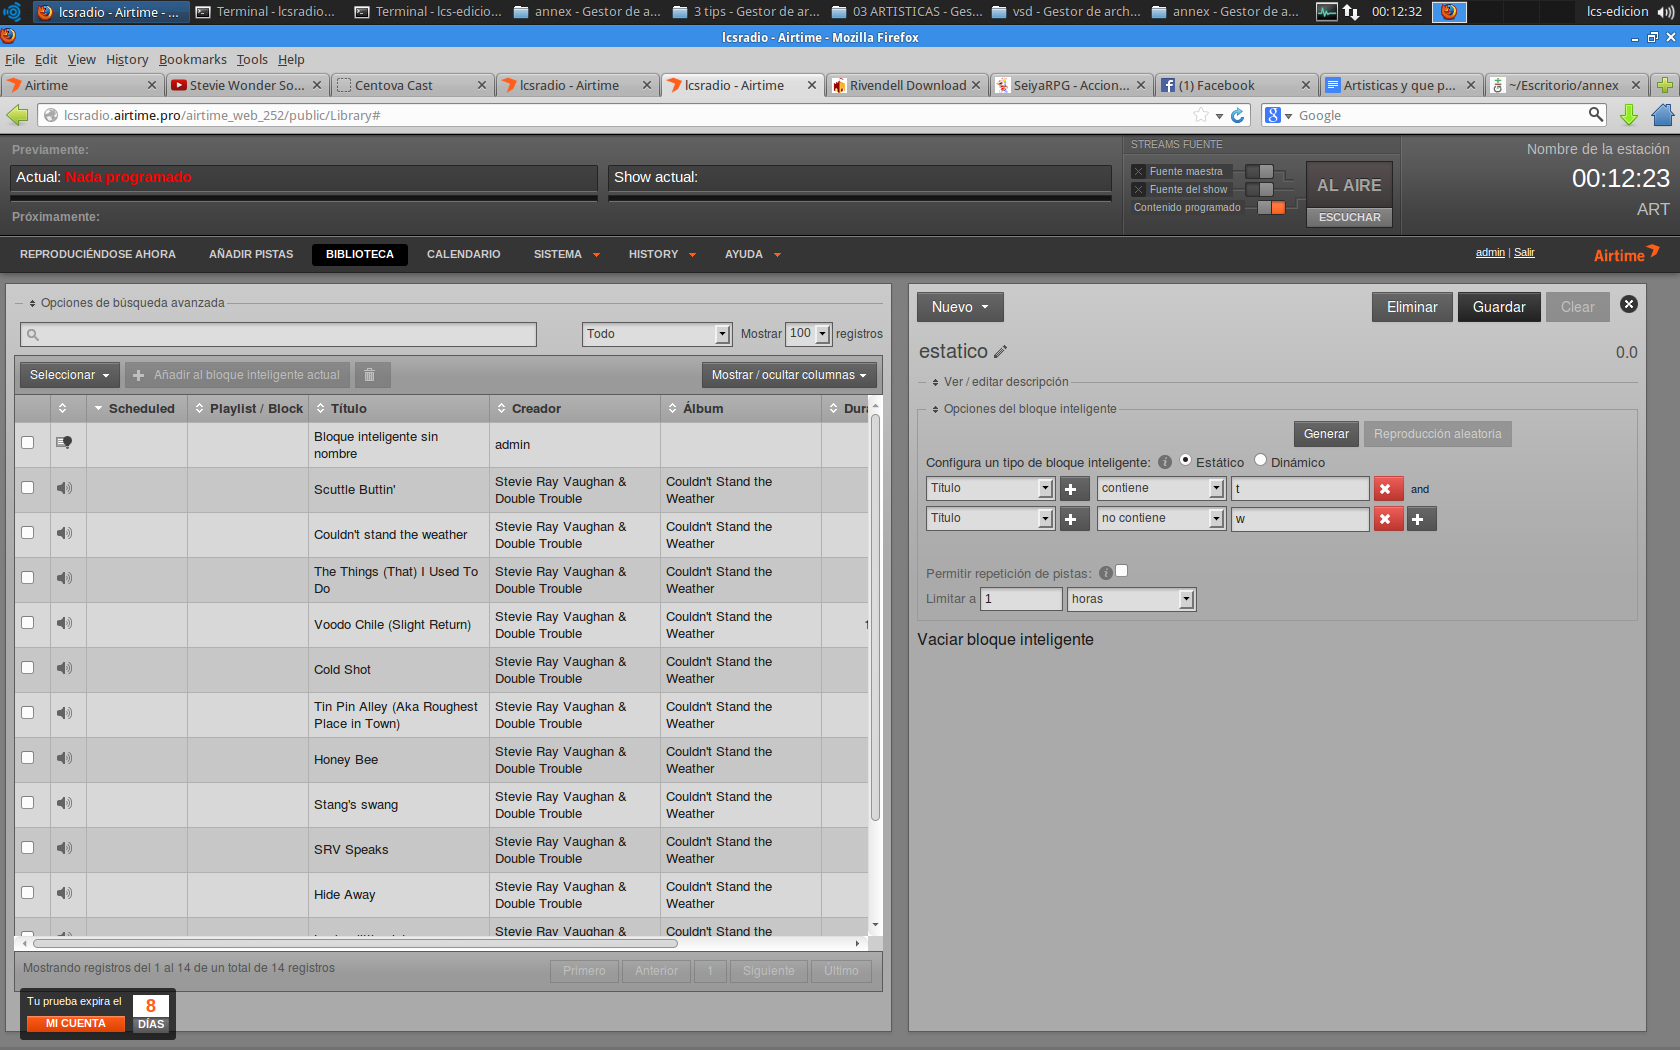 lcsradio - Airtime - ...
Terminal - lcsradio...
Terminal - lcs-edicio...
annex - Gestor de a...
3 tips - Gestor de ar...
03 ARTISTICAS - Ges...
vsd - Gestor de arch...
annex - Gestor de a...
00:12:32
lcs-edicion
lcsradio - Airtime - Mozilla Firefox
File Edit View History Bookmarks Tools Help
Airtime
Stevie Wonder So...
Centova Cast
lcsradio - Airtime
lcsradio - Airtime
Rivendell Download
SeiyaRPG - Accion...
(1) Facebook
Artisticas y que p...
~/Escritorio/annex
lcsradio.airtime.pro/airtime_web_252/public/Library#
Google
Previamente:
Actual: Nada programado
Show actual:
Próximamente:
STREAMS FUENTE
Fuente maestra
Fuente del show
Contenido programado
AL AIRE
ESCUCHAR
Nombre de la estación
00:12:23
ART
REPRODUCIÉNDOSE AHORA AÑADIR PISTAS BIBLIOTECA CALENDARIO SISTEMA HISTORY AYUDA
admin | Salir
Airtime
Opciones de búsqueda avanzada
Todo
Mostrar 100 registros
Seleccionar
Añadir al bloque inteligente actual
Mostrar / ocultar columnas
Scheduled Playlist / Block Título Creador Álbum Dura
Bloque inteligente sin nombre admin
Scuttle Buttin' Stevie Ray Vaughan & Double Trouble Couldn't Stand the Weather
Couldn't stand the weather Stevie Ray Vaughan & Double Trouble Couldn't Stand the Weather
The Things (That) I Used To Do Stevie Ray Vaughan & Double Trouble Couldn't Stand the Weather
Voodo Chile (Slight Return) Stevie Ray Vaughan & Double Trouble Couldn't Stand the Weather 1
Cold Shot Stevie Ray Vaughan & Double Trouble Couldn't Stand the Weather
Tin Pin Alley (Aka Roughest Place in Town) Stevie Ray Vaughan & Double Trouble Couldn't Stand the Weather
Honey Bee Stevie Ray Vaughan & Double Trouble Couldn't Stand the Weather
Stang's swang Stevie Ray Vaughan & Double Trouble Couldn't Stand the Weather
SRV Speaks Stevie Ray Vaughan & Double Trouble Couldn't Stand the Weather
Hide Away Stevie Ray Vaughan & Double Trouble Couldn't Stand the Weather
Stevie Ray Vaughan & Couldn't Stand the
Mostrando registros del 1 al 14 de un total de 14 registros
Primero Anterior 1 Siguiente Último
Tu prueba expira el
MI CUENTA
8
DÍAS
Nuevo
Eliminar
Guardar
Clear
estatico
0.0
Ver / editar descripción
Opciones del bloque inteligente
Generar
Reproducción aleatoria
Configura un tipo de bloque inteligente: Estático Dinámico
Título contiene t and
Título no contiene w
Permitir repetición de pistas:
Limitar a 1 horas
Vaciar bloque inteligente